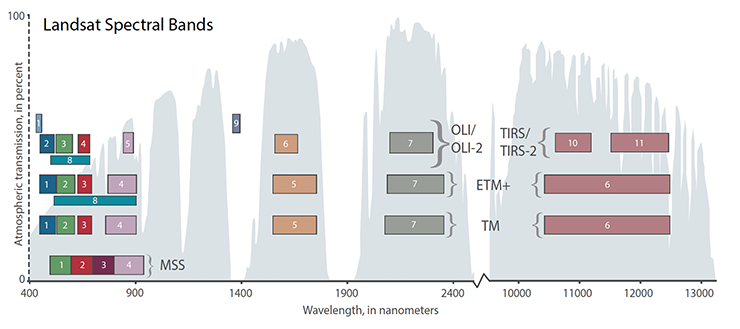 Landsat Spectral Bands
100
Atmospheric transmission, in percent
0
1
9
2 3 4 5 6 7 OLI/ OLI-2 TIRS/ TIRS-2 10 11
8
1 2 3 4 5 7 ETM+ 6
8
1 2 3 4 5 7 TM 6
1 2 3 4 MSS
400 900 1400 1900 2400 10000 11000 12000 13000
Wavelength, in nanometers Wavelength, in nanometers